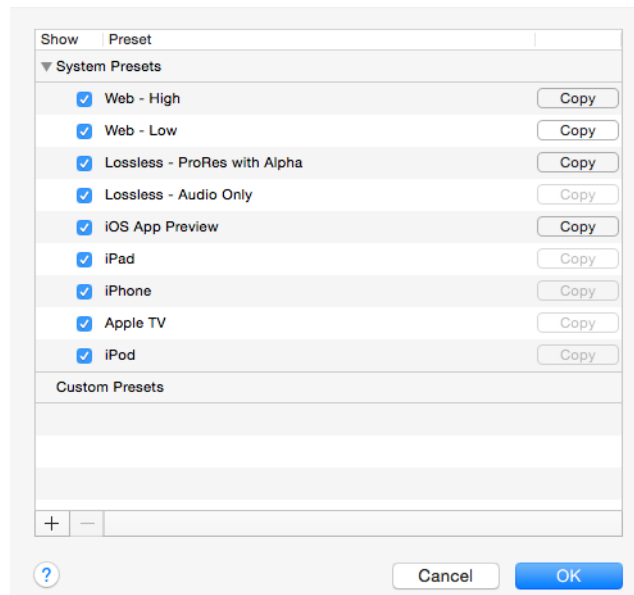 Show Preset
System Presets
Web - High Copy
Web - Low Copy
Lossless - ProRes with Alpha Copy
Lossless - Audio Only Copy
iOS App Preview Copy
iPad Copy
iPhone Copy
Apple TV Copy
iPod Copy
Custom Presets
+ −
? Cancel OK